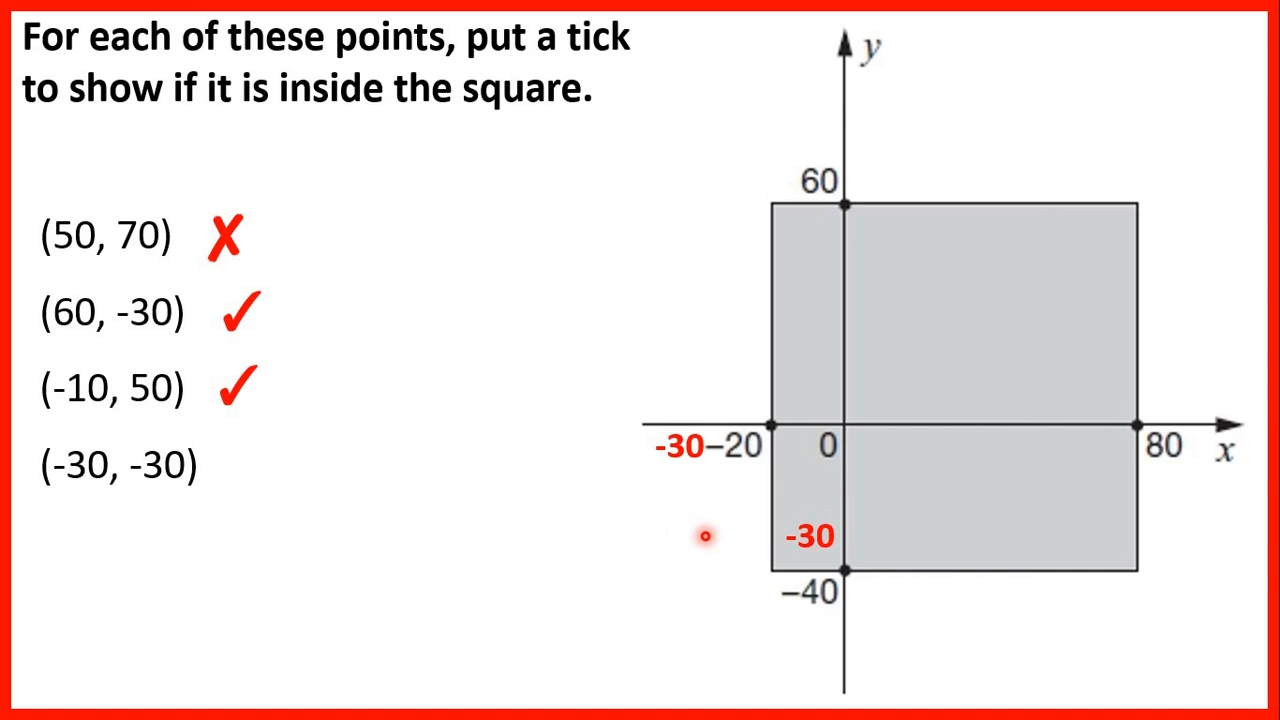 For each of these points, put a tick
to show if it is inside the square.
(50, 70) ✗
(60, -30) ✓
(-10, 50) ✓
(-30, -30)
y
60
-30 –20 0 80 x
-30
–40